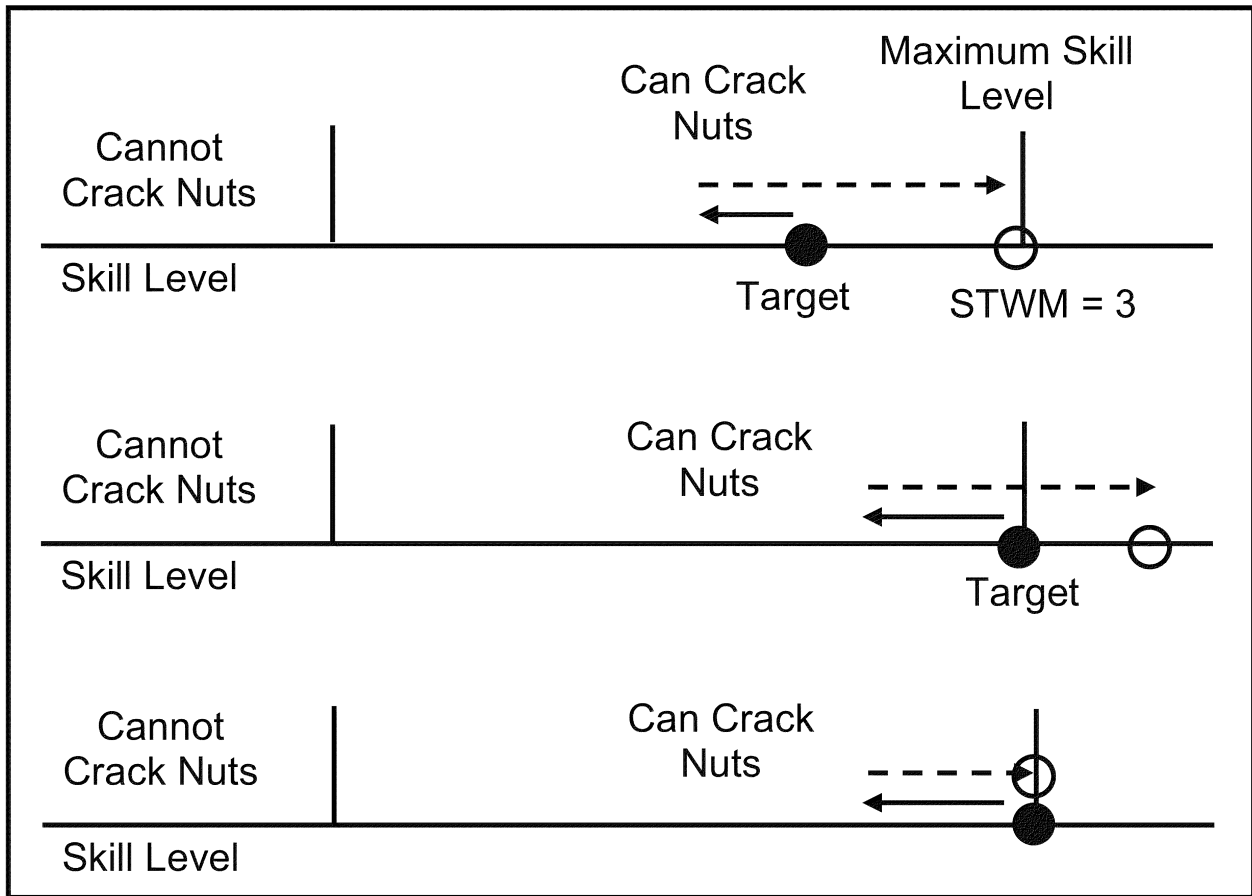 Maximum Skill
Level
Can Crack
Nuts
Cannot
Crack Nuts
Skill Level
Target
STWM = 3
Cannot
Crack Nuts
Can Crack
Nuts
Skill Level
Target
Cannot
Crack Nuts
Can Crack
Nuts
Skill Level